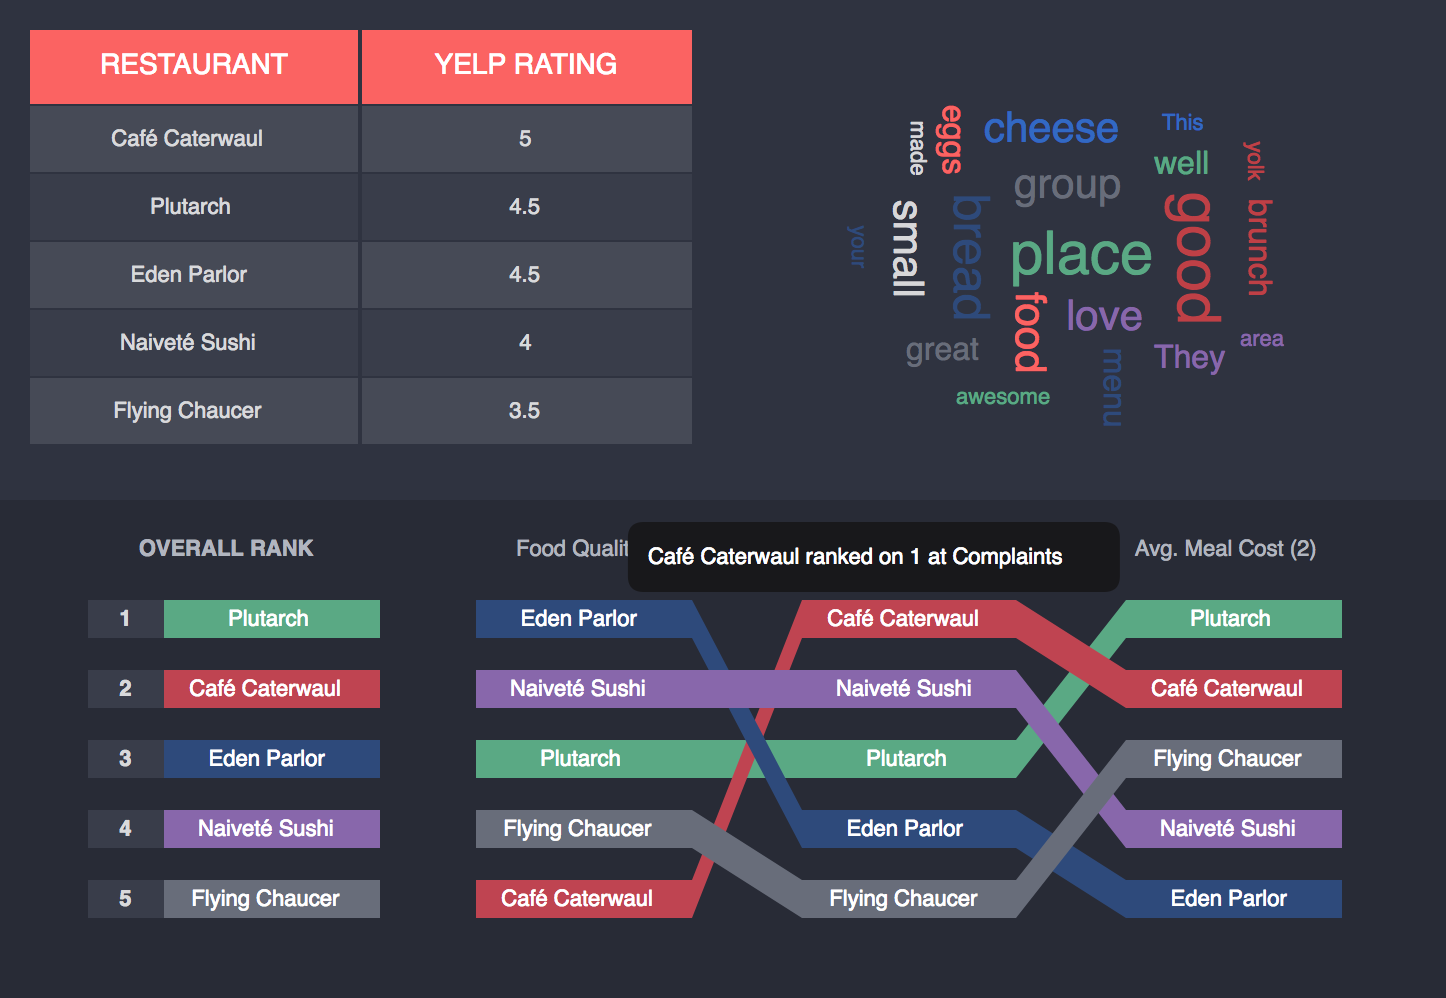 RESTAURANT YELP RATING
Café Caterwaul 5
Plutarch 4.5
Eden Parlor 4.5
Naiveté Sushi 4
Flying Chaucer 3.5
made
eggs
cheese
This
well
yolk
group
small
bread
your
place
good
brunch
food
love
great
They
area
menu
awesome
OVERALL RANK
1 Plutarch
2 Café Caterwaul
3 Eden Parlor
4 Naiveté Sushi
5 Flying Chaucer
Food Qualit
Café Caterwaul ranked on 1 at Complaints
Avg. Meal Cost (2)
Eden Parlor Café Caterwaul Plutarch
Naiveté Sushi Naiveté Sushi Café Caterwaul
Plutarch Plutarch Flying Chaucer
Flying Chaucer Eden Parlor Naiveté Sushi
Café Caterwaul Flying Chaucer Eden Parlor